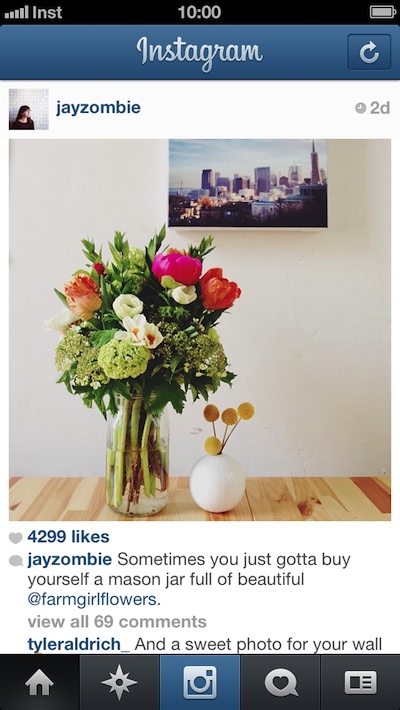 Inst 10:00
Instagram
jayzombie 2d
4299 likes
jayzombie Sometimes you just gotta buy
yourself a mason jar full of beautiful
@farmgirlflowers.
view all 69 comments
tyleraldrich_ And a sweet photo for your wall